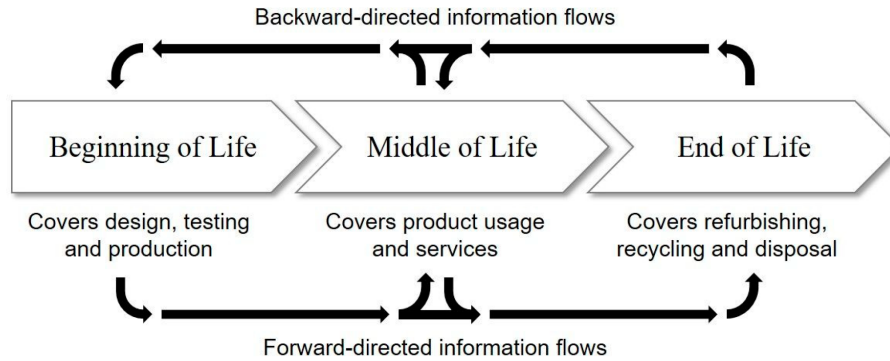 Backward-directed information flows
Beginning of Life
Middle of Life
End of Life
Covers design, testing
and production
Covers product usage
and services
Covers refurbishing,
recycling and disposal
Forward-directed information flows